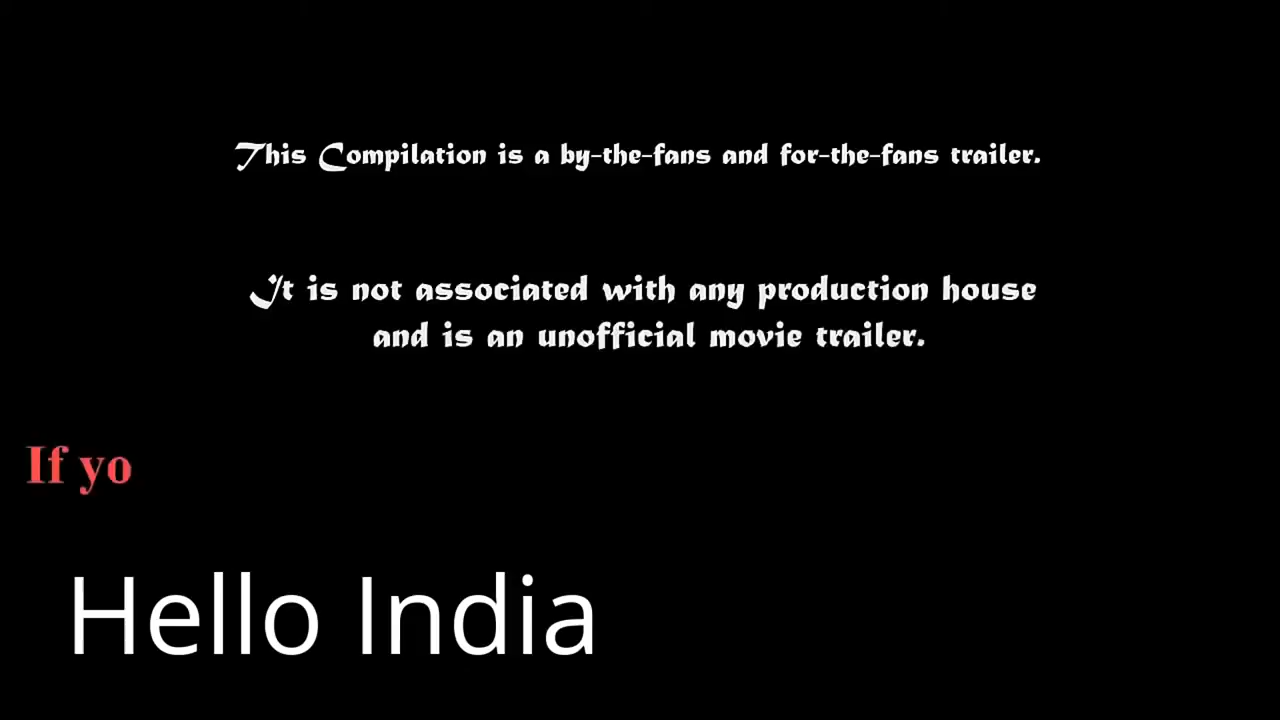 This Compilation is a by-the-fans and for-the-fans trailer.
It is not associated with any production house
and is an unofficial movie trailer.
If yo
Hello India